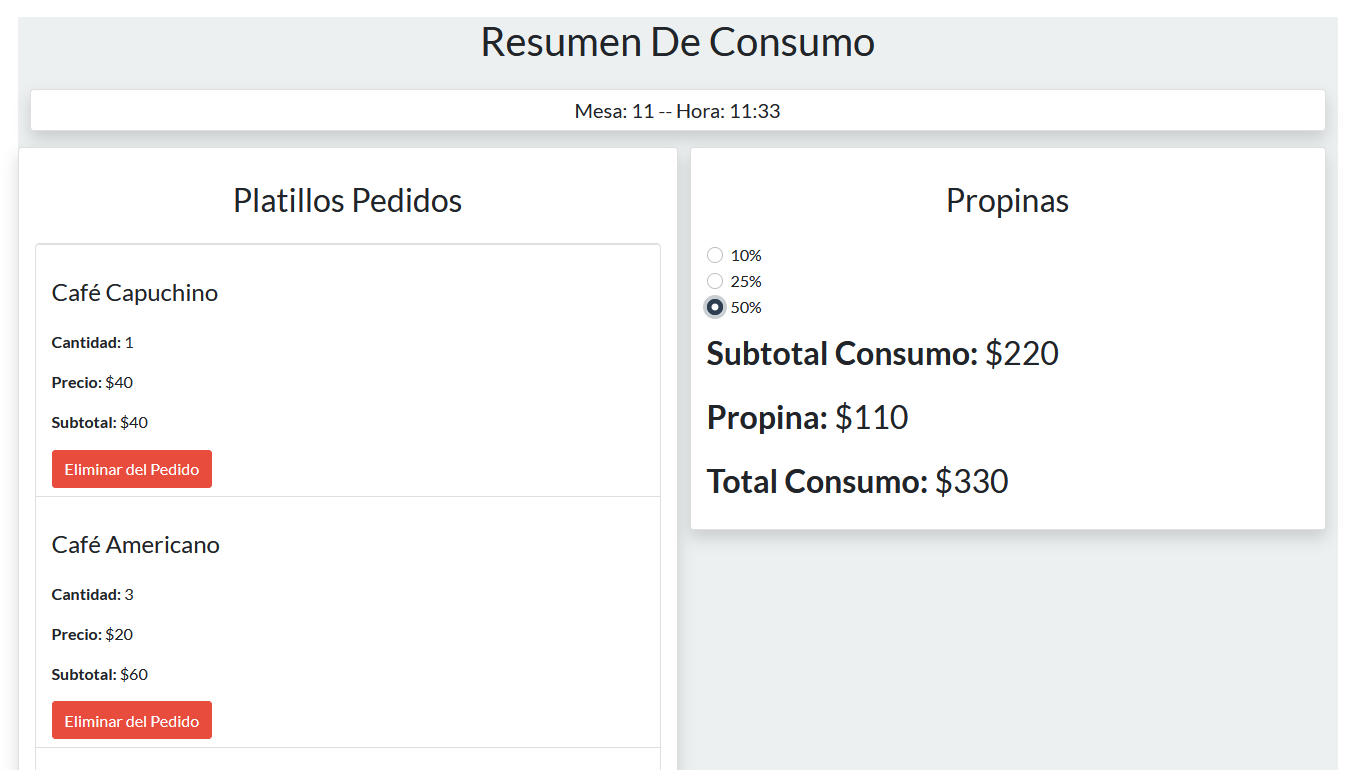 Resumen De Consumo
Mesa: 11 -- Hora: 11:33
Platillos Pedidos
Café Capuchino
Cantidad: 1
Precio: $40
Subtotal: $40
Eliminar del Pedido
Café Americano
Cantidad: 3
Precio: $20
Subtotal: $60
Eliminar del Pedido
Propinas
10%
25%
50%
Subtotal Consumo: $220
Propina: $110
Total Consumo: $330